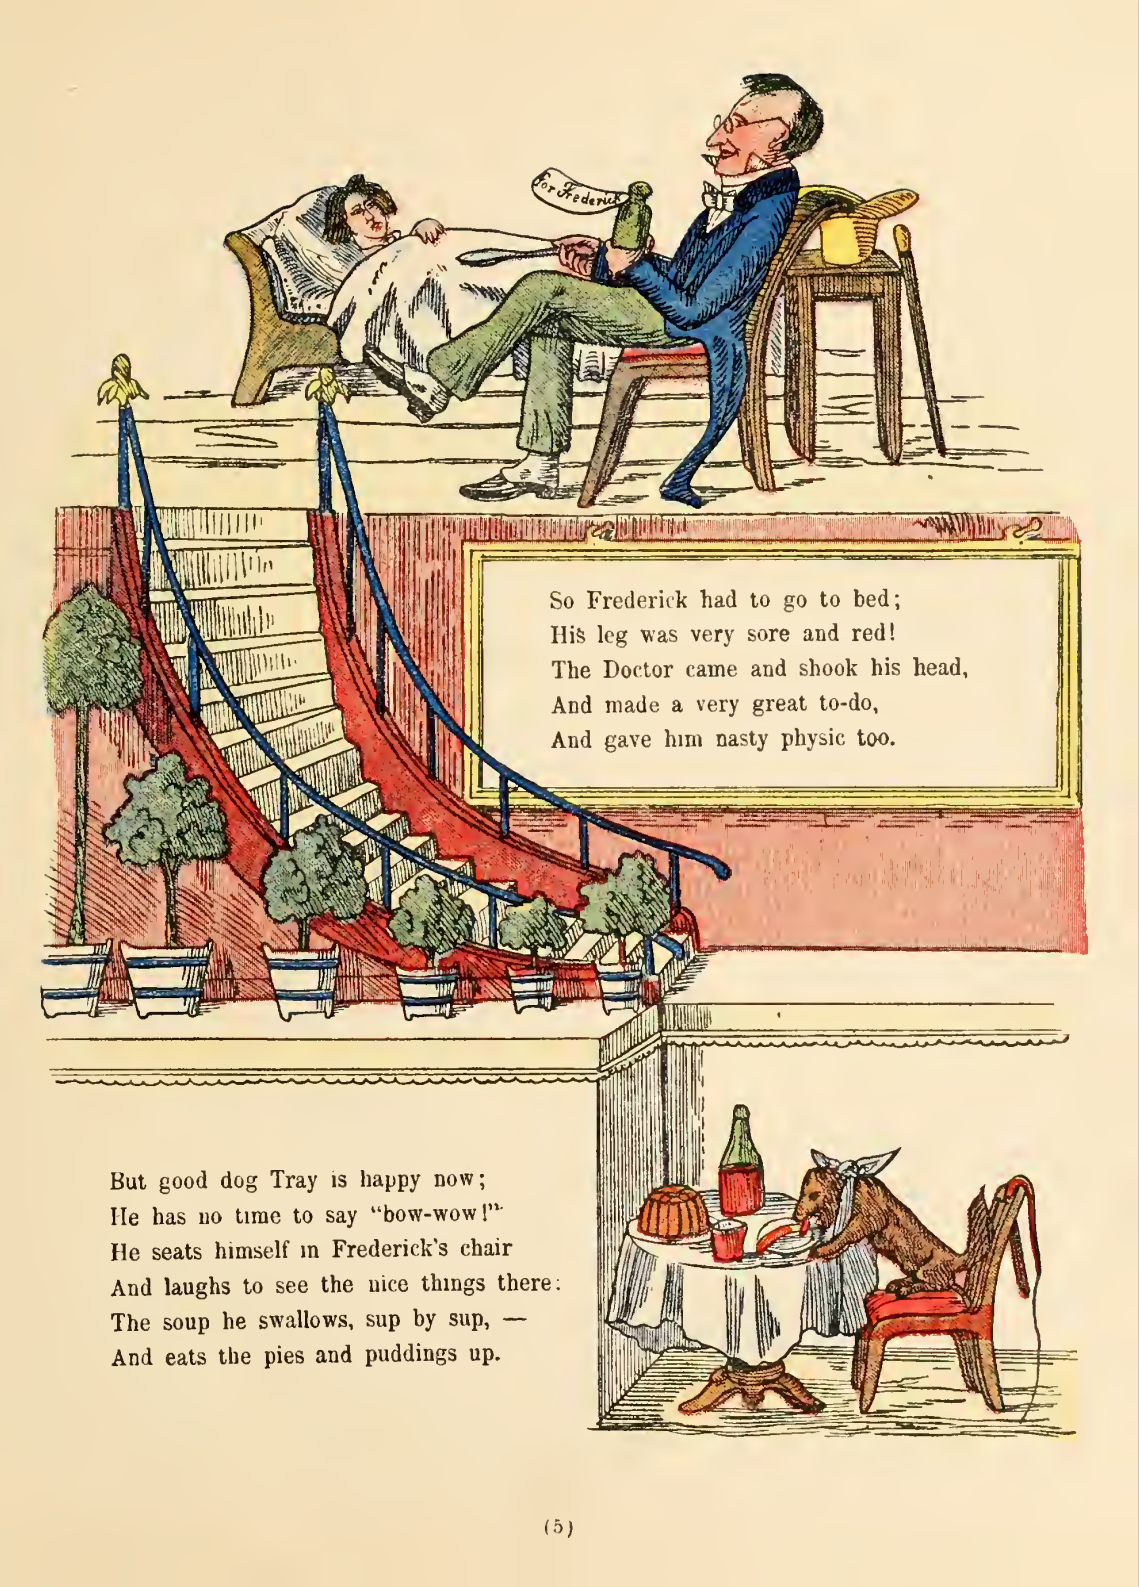 For Frederick
So Frederick had to go to bed;
His leg was very sore and red!
The Doctor came and shook his head,
And made a very great to-do,
And gave him nasty physic too.
But good dog Tray is happy now;
He has no time to say “bow-wow!”
He seats himself in Frederick's chair
And laughs to see the nice things there:
The soup he swallows, sup by sup, —
And eats the pies and puddings up.
(5)